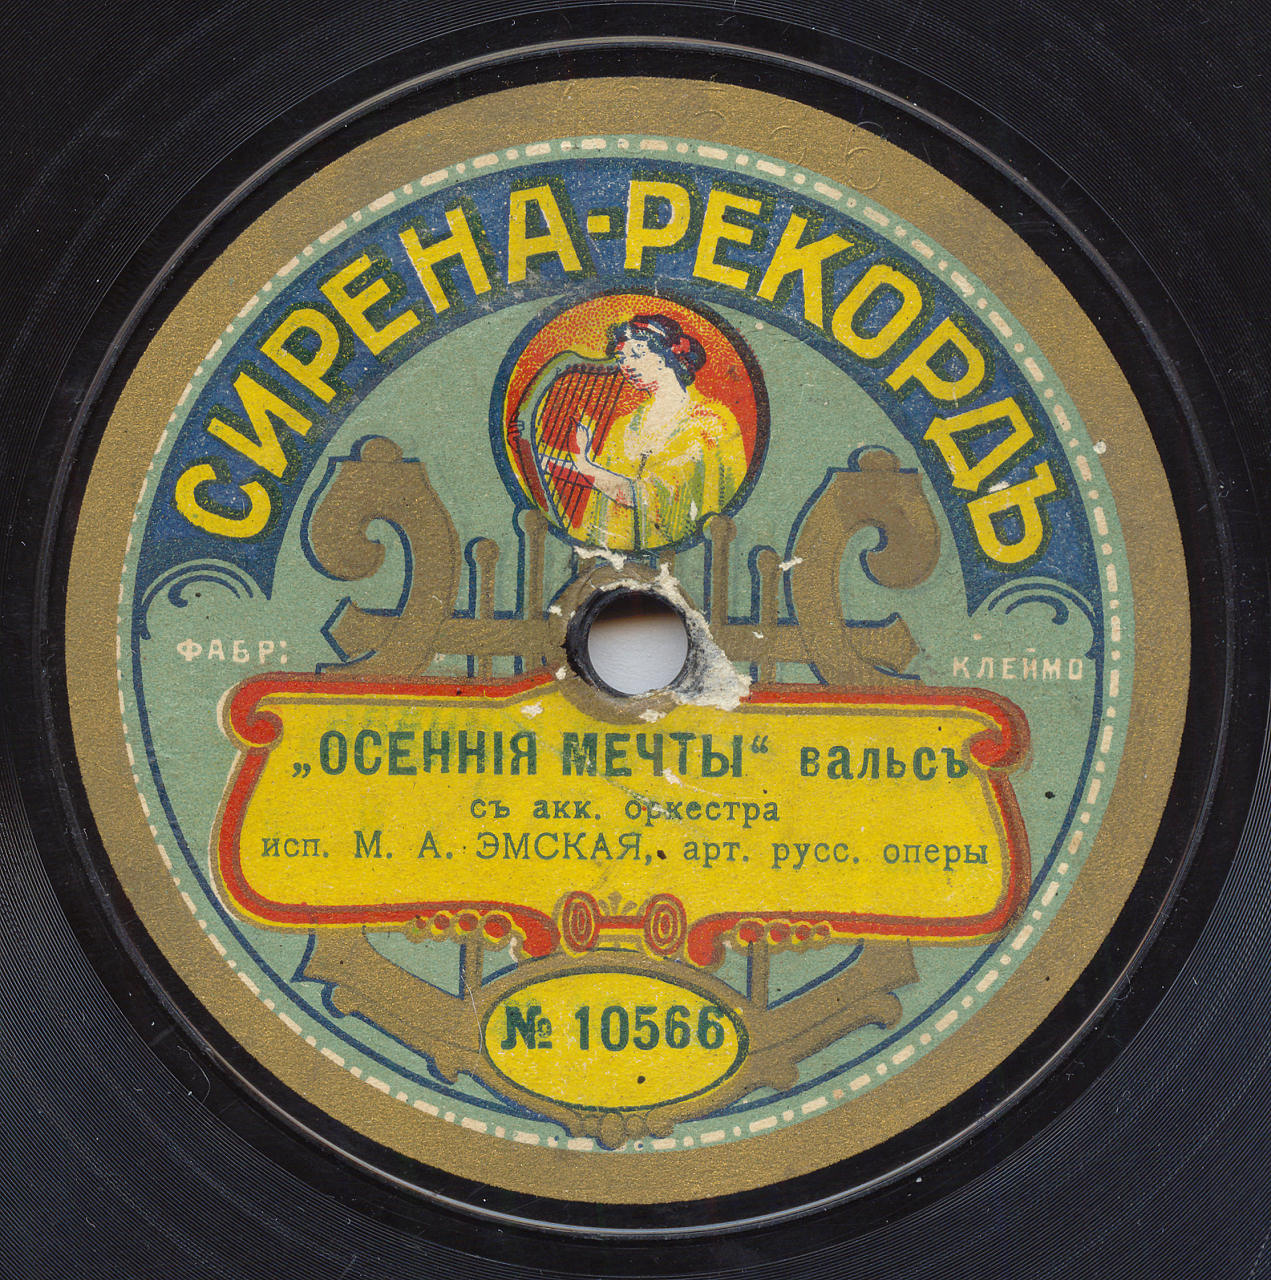 СИРЕНА-РЕКОРДЪ
ФАБР: КЛЕЙМО
„ОСЕННІЯ МЕЧТЫ“ вальсъ
съ акк. оркестра
исп. М. А. ЭМСКАЯ, арт. русс. оперы
№ 10566